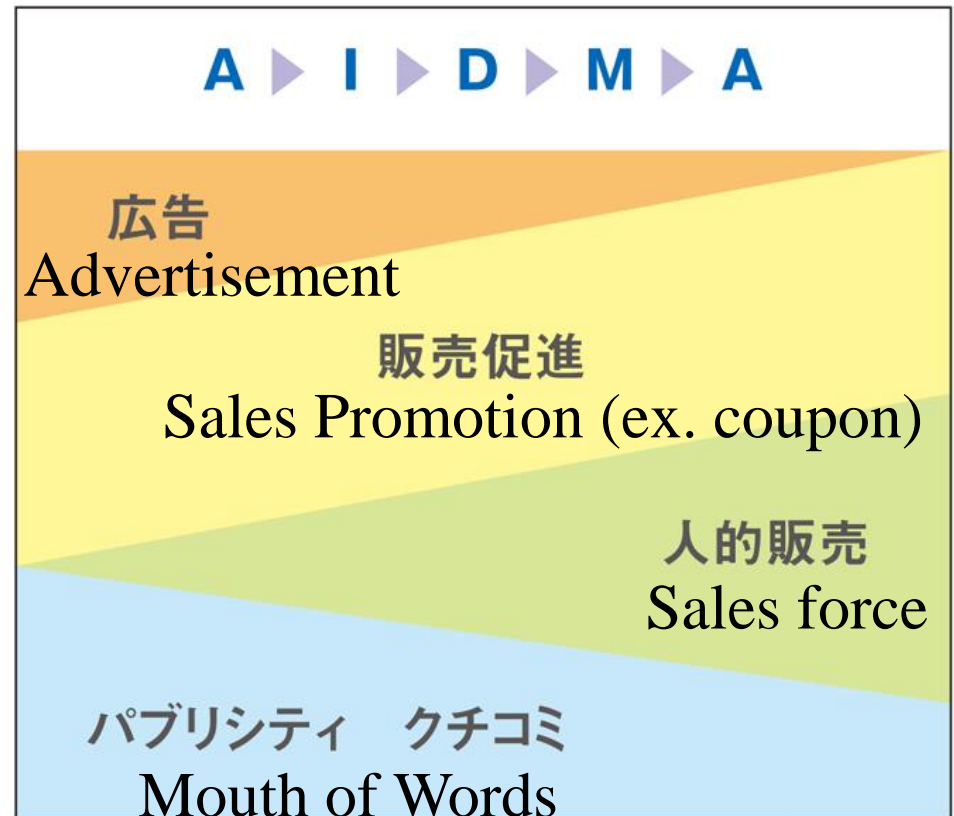 A ▶ I ▶ D ▶ M ▶ A
広告
Advertisement
販売促進
Sales Promotion (ex. coupon)
人的販売
Sales force
パブリシティ クチコミ
Mouth of Words